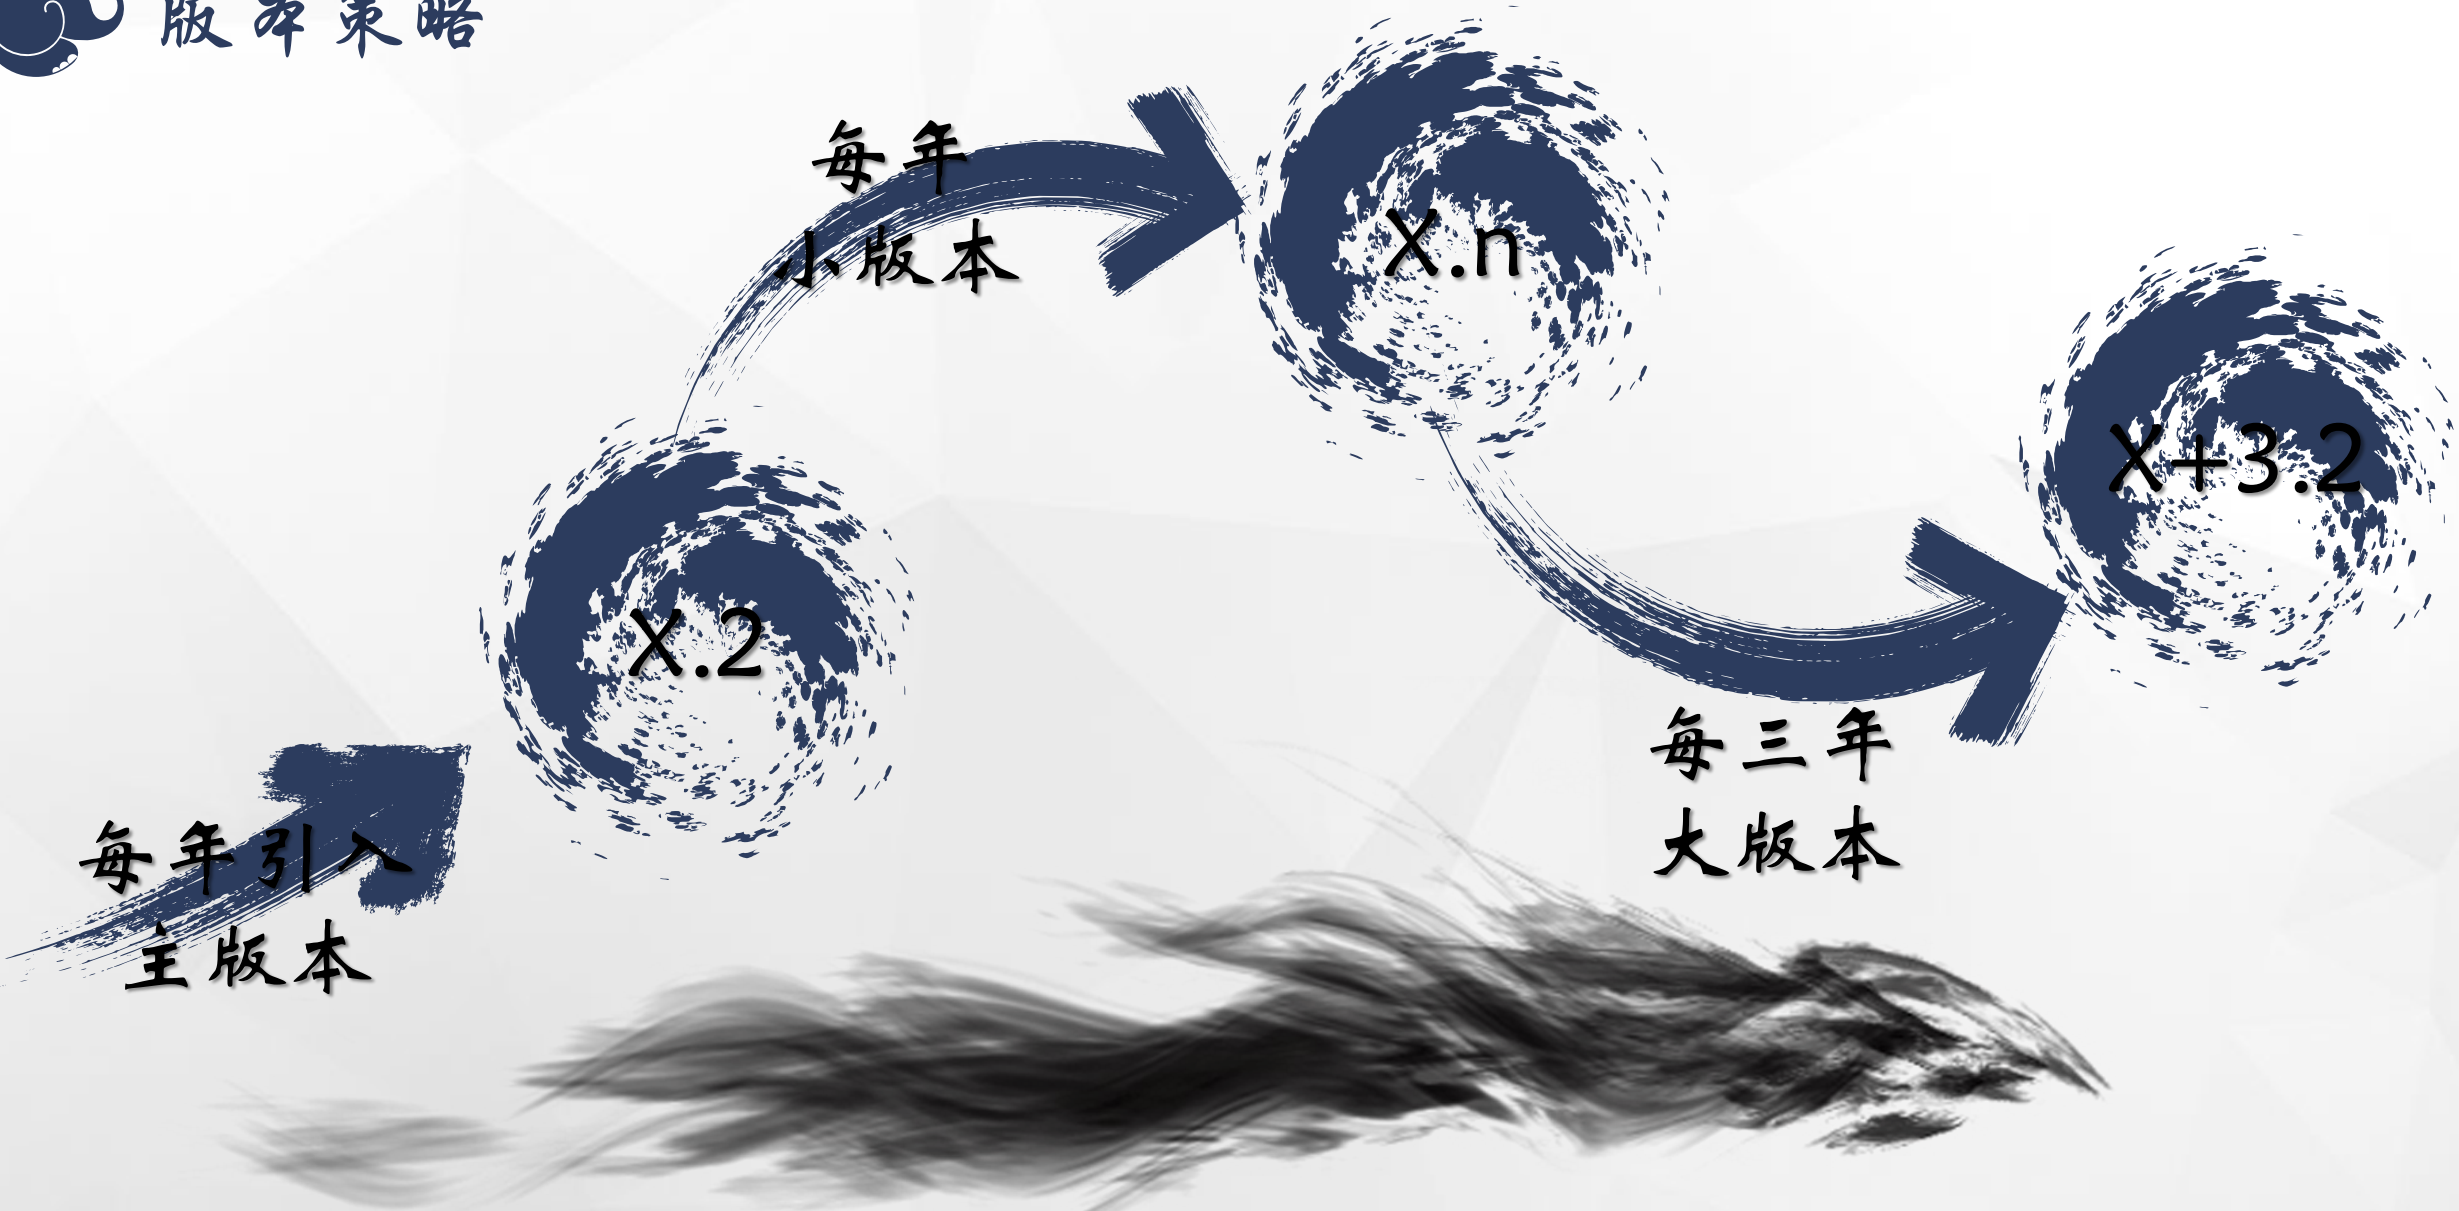 版本策略
每年引入
主版本
X.2
每年
小版本
X.n
每三年
大版本
X+3.2